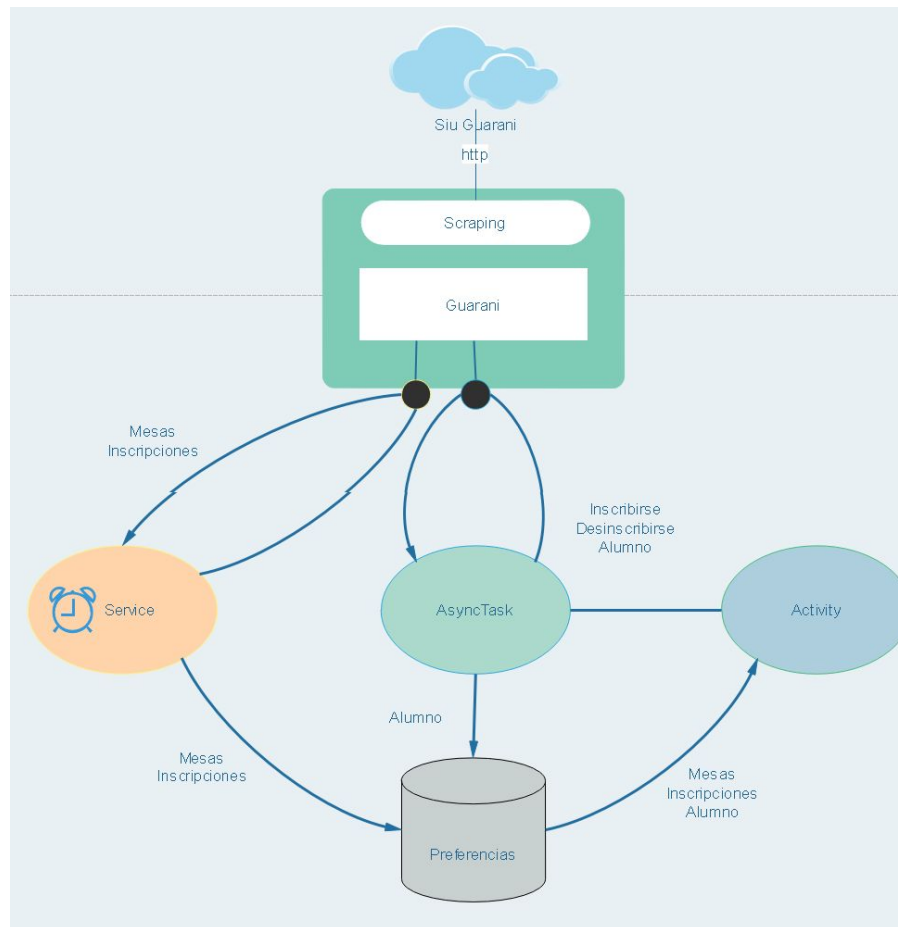 Siu Guarani
http
Scraping
Guarani
Mesas
Inscripciones
Inscribirse
Desinscribirse
Alumno
Service
AsyncTask
Activity
Alumno
Mesas
Inscripciones
Mesas
Inscripciones
Alumno
Preferencias